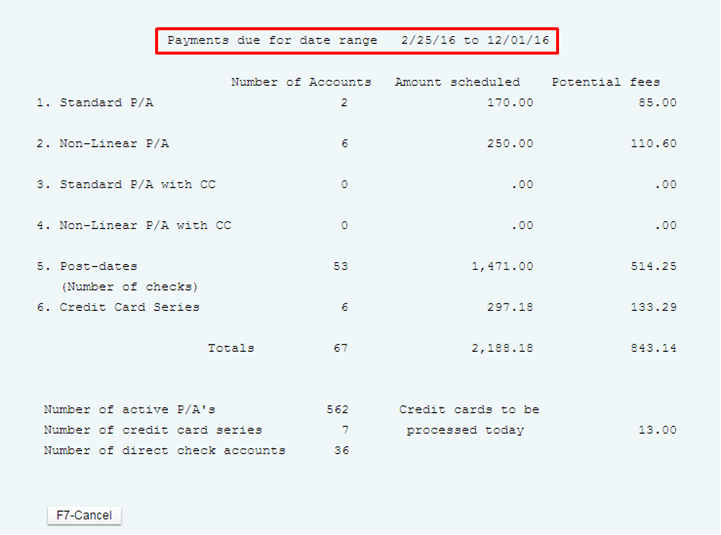 Payments due for date range 2/25/16 to 12/01/16
Number of Accounts Amount scheduled Potential fees
1. Standard P/A 2 170.00 85.00
2. Non-Linear P/A 6 250.00 110.60
3. Standard P/A with CC 0 .00 .00
4. Non-Linear P/A with CC 0 .00 .00
5. Post-dates 53 1,471.00 514.25
(Number of checks)
6. Credit Card Series 6 297.18 133.29
Totals 67 2,188.18 843.14
Number of active P/A's 562 Credit cards to be
Number of credit card series 7 processed today 13.00
Number of direct check accounts 36
F7-Cancel